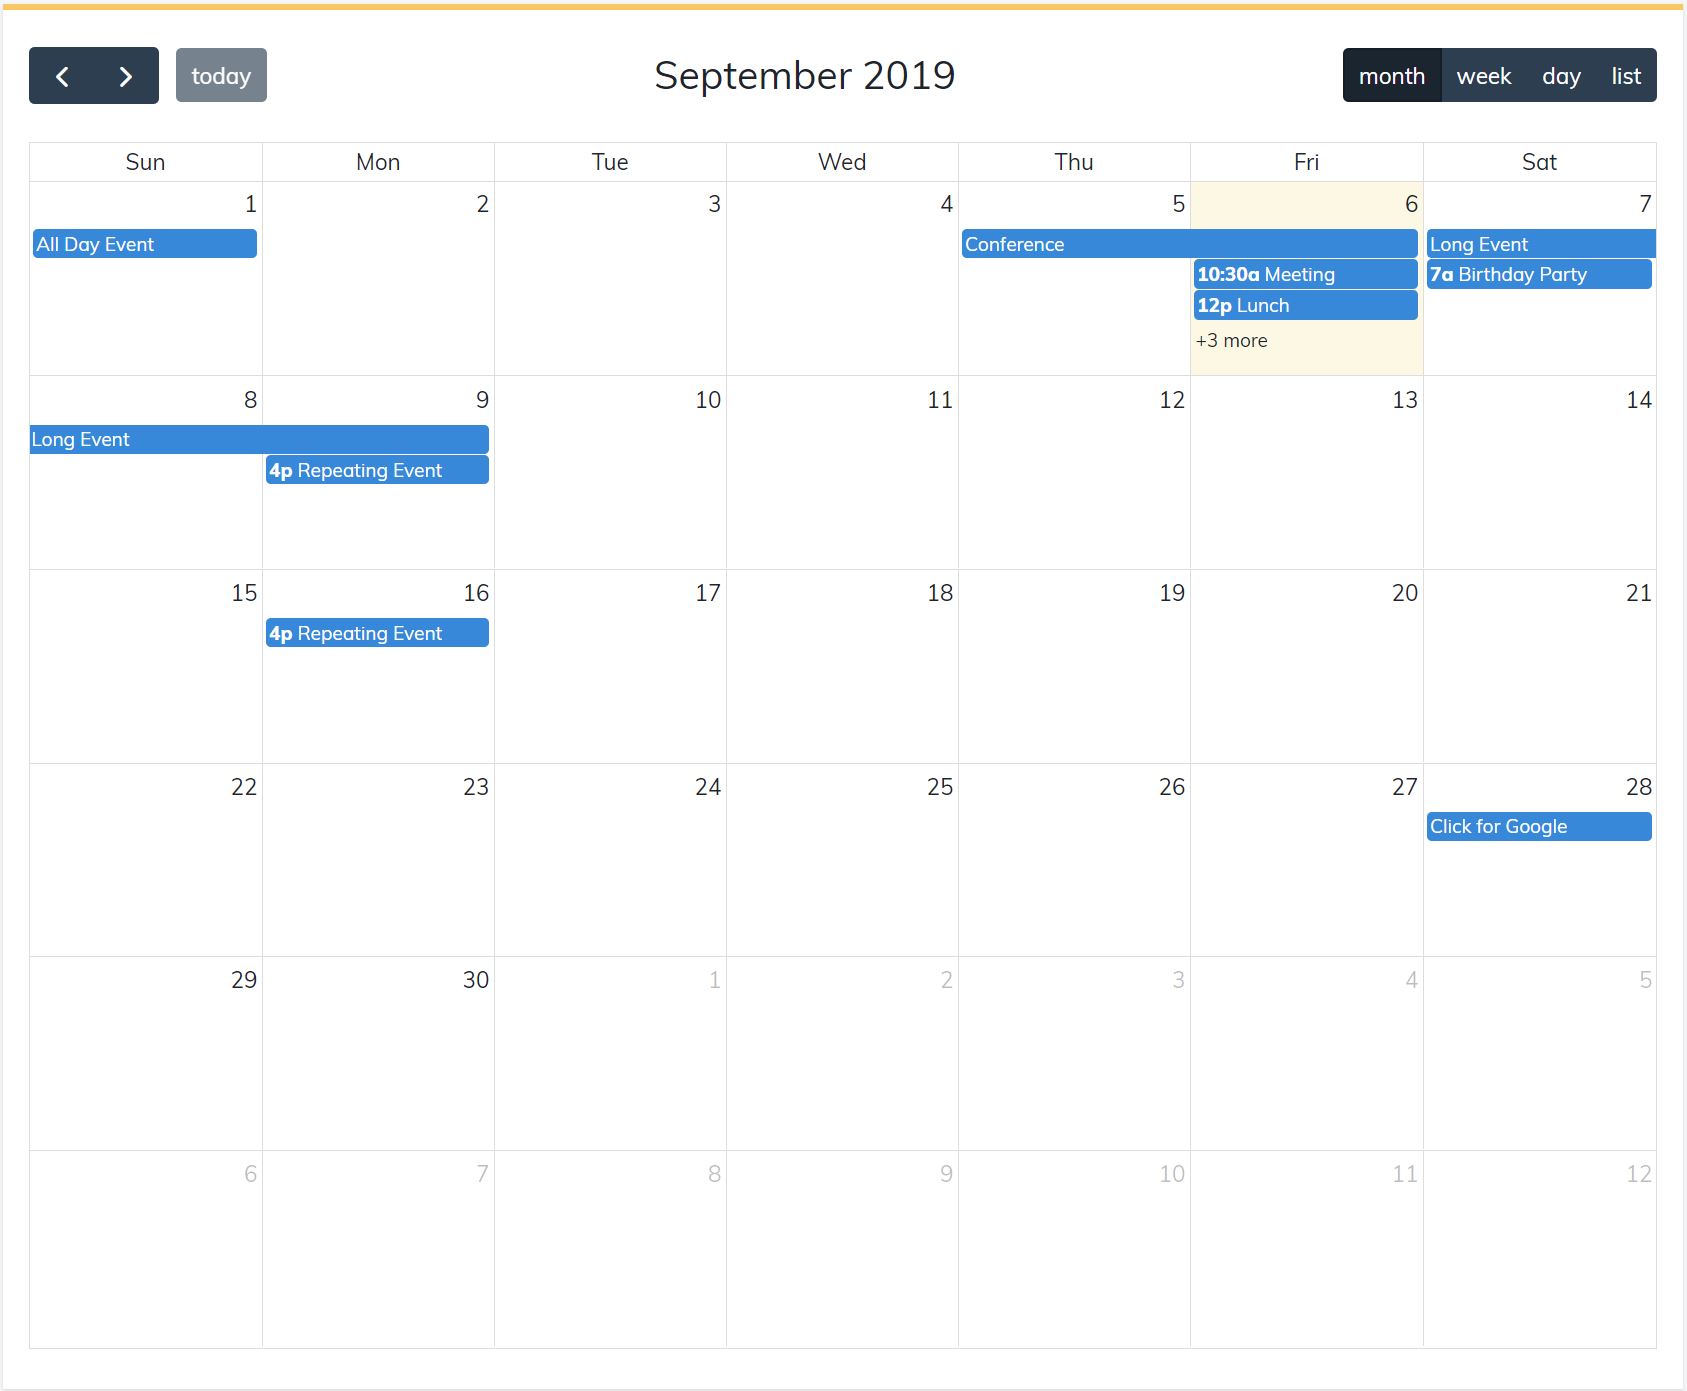 today
September 2019
month week day list
Sun Mon Tue Wed Thu Fri Sat
1 2 3 4 5 6 7
All Day Event Conference Long Event
10:30a Meeting 7a Birthday Party
12p Lunch
+3 more
8 9 10 11 12 13 14
Long Event
4p Repeating Event
15 16 17 18 19 20 21
4p Repeating Event
22 23 24 25 26 27 28
Click for Google
29 30 1 2 3 4 5
6 7 8 9 10 11 12